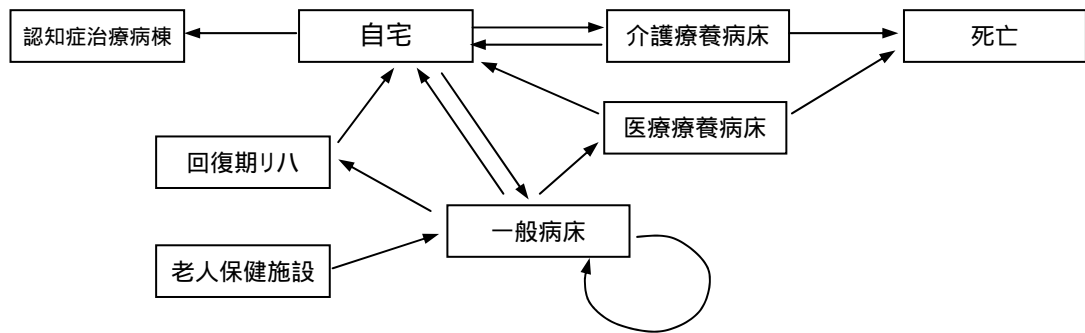 認知症治療病棟
自宅
介護療養病床
死亡
医療療養病床
回復期リハ
一般病床
老人保健施設